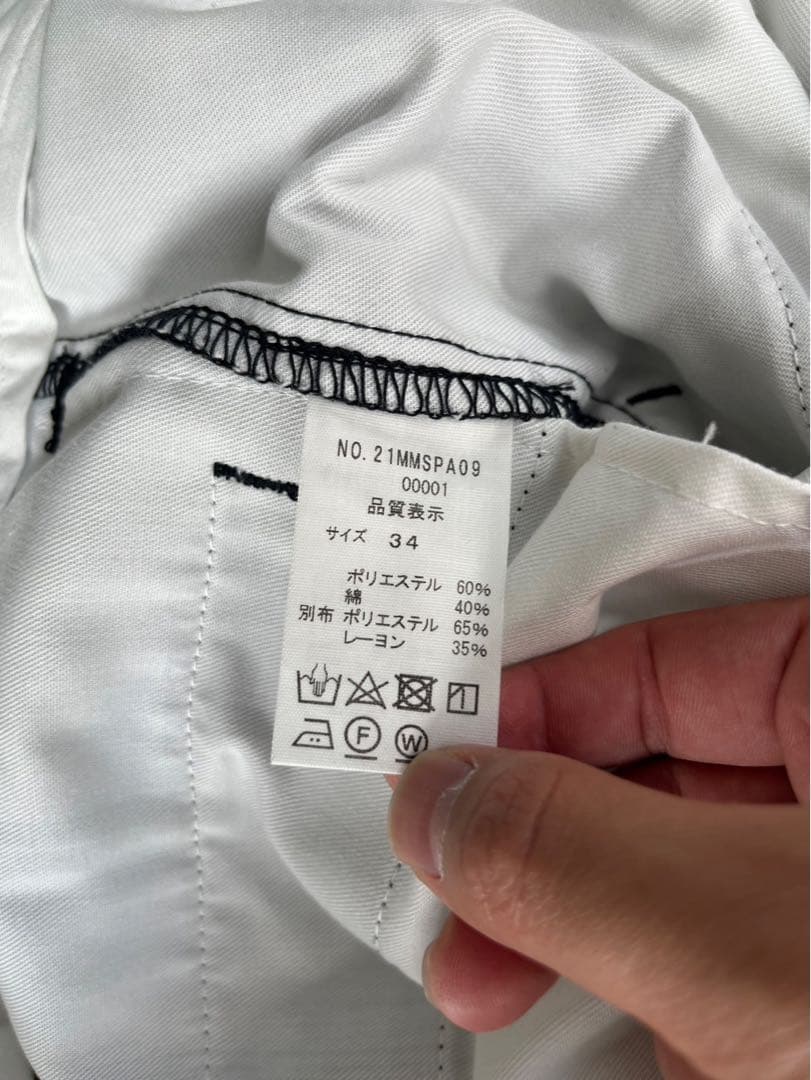 NO. 21MMSPA09
00001
品質表示
サイズ 34
ポリエステル 60%
綿 40%
別布 ポリエステル 65%
レーヨン 35%
F W